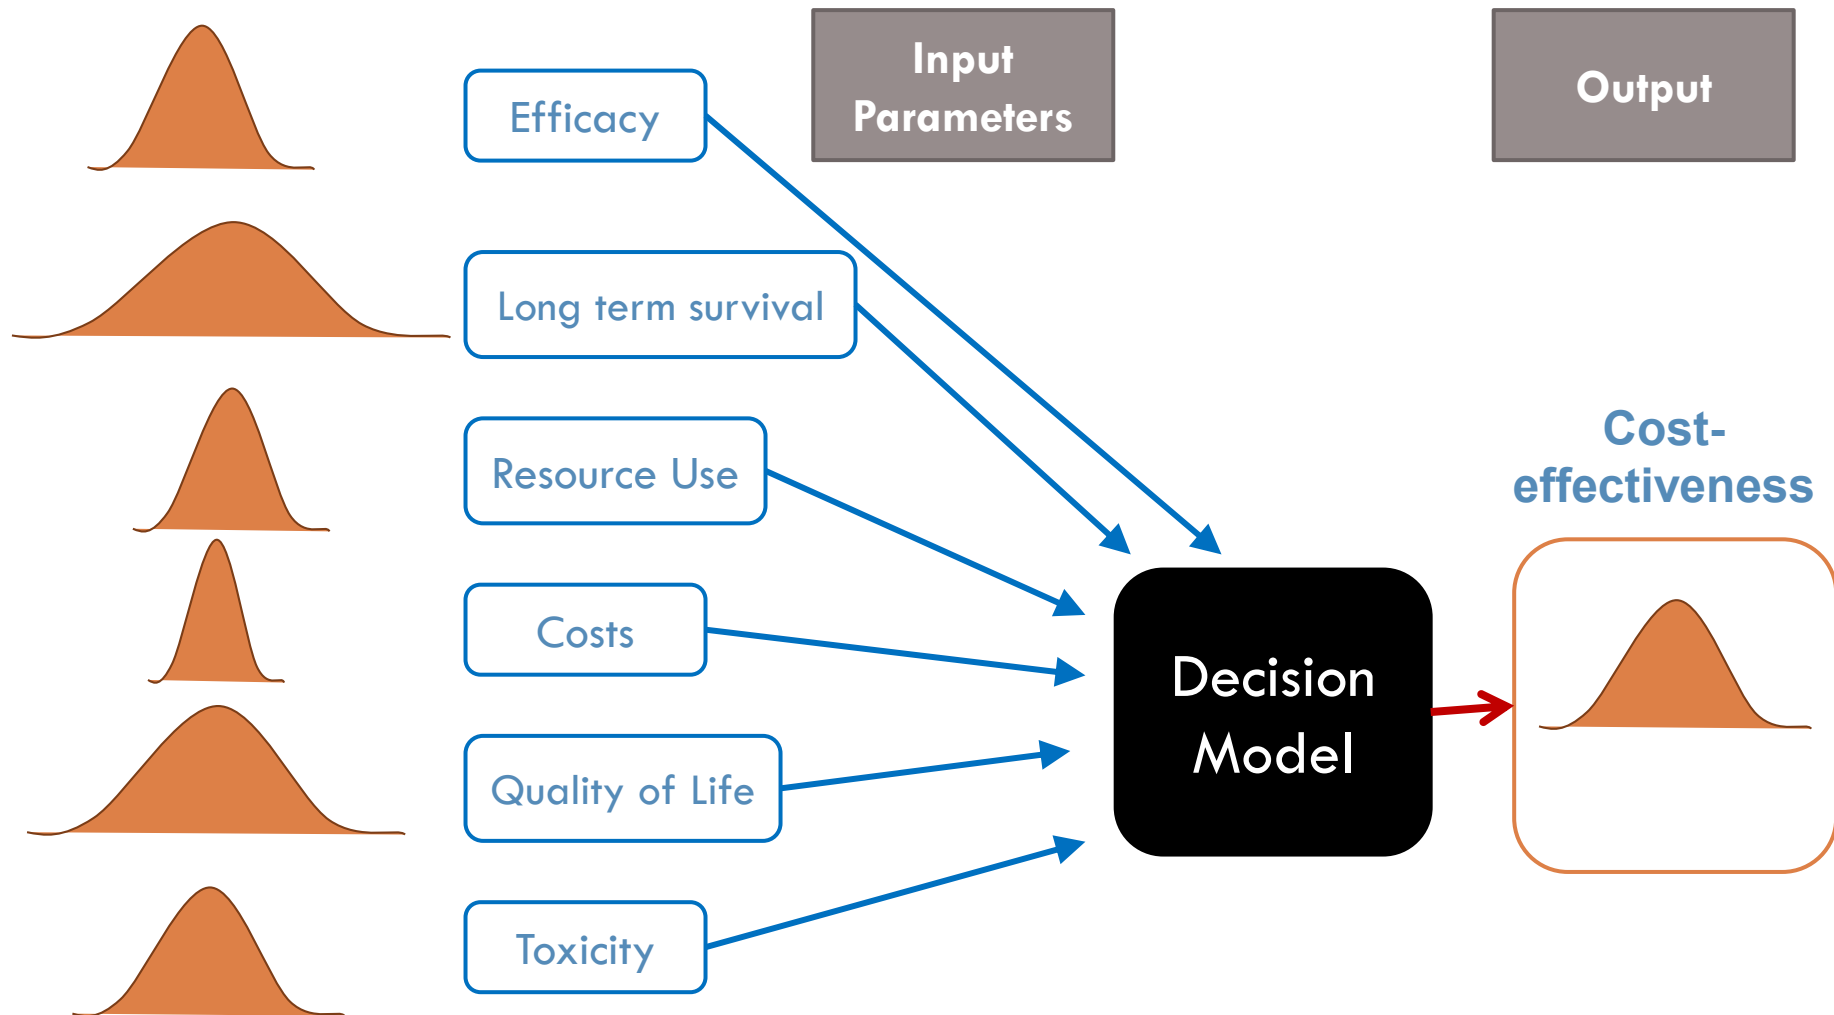 Input
Parameters
Output
Efficacy
Long term survival
Resource Use
Costs
Quality of Life
Toxicity
Decision
Model
Cost-
effectiveness